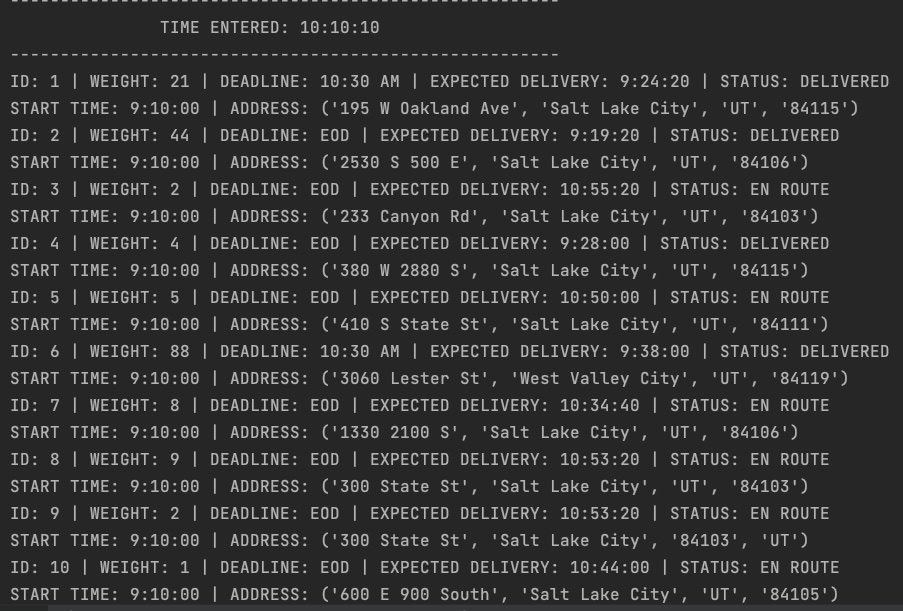 -------------------------------------------------------
TIME ENTERED: 10:10:10
-------------------------------------------------------
ID: 1 | WEIGHT: 21 | DEADLINE: 10:30 AM | EXPECTED DELIVERY: 9:24:20 | STATUS: DELIVERED
START TIME: 9:10:00 | ADDRESS: ('195 W Oakland Ave', 'Salt Lake City', 'UT', '84115')
ID: 2 | WEIGHT: 44 | DEADLINE: EOD | EXPECTED DELIVERY: 9:19:20 | STATUS: DELIVERED
START TIME: 9:10:00 | ADDRESS: ('2530 S 500 E', 'Salt Lake City', 'UT', '84106')
ID: 3 | WEIGHT: 2 | DEADLINE: EOD | EXPECTED DELIVERY: 10:55:20 | STATUS: EN ROUTE
START TIME: 9:10:00 | ADDRESS: ('233 Canyon Rd', 'Salt Lake City', 'UT', '84103')
ID: 4 | WEIGHT: 4 | DEADLINE: EOD | EXPECTED DELIVERY: 9:28:00 | STATUS: DELIVERED
START TIME: 9:10:00 | ADDRESS: ('380 W 2880 S', 'Salt Lake City', 'UT', '84115')
ID: 5 | WEIGHT: 5 | DEADLINE: EOD | EXPECTED DELIVERY: 10:50:00 | STATUS: EN ROUTE
START TIME: 9:10:00 | ADDRESS: ('410 S State St', 'Salt Lake City', 'UT', '84111')
ID: 6 | WEIGHT: 88 | DEADLINE: 10:30 AM | EXPECTED DELIVERY: 9:38:00 | STATUS: DELIVERED
START TIME: 9:10:00 | ADDRESS: ('3060 Lester St', 'West Valley City', 'UT', '84119')
ID: 7 | WEIGHT: 8 | DEADLINE: EOD | EXPECTED DELIVERY: 10:34:40 | STATUS: EN ROUTE
START TIME: 9:10:00 | ADDRESS: ('1330 2100 S', 'Salt Lake City', 'UT', '84106')
ID: 8 | WEIGHT: 9 | DEADLINE: EOD | EXPECTED DELIVERY: 10:53:20 | STATUS: EN ROUTE
START TIME: 9:10:00 | ADDRESS: ('300 State St', 'Salt Lake City', 'UT', '84103')
ID: 9 | WEIGHT: 2 | DEADLINE: EOD | EXPECTED DELIVERY: 10:53:20 | STATUS: EN ROUTE
START TIME: 9:10:00 | ADDRESS: ('300 State St', 'Salt Lake City', '84103', 'UT')
ID: 10 | WEIGHT: 1 | DEADLINE: EOD | EXPECTED DELIVERY: 10:44:00 | STATUS: EN ROUTE
START TIME: 9:10:00 | ADDRESS: ('600 E 900 South', 'Salt Lake City', 'UT', '84105')